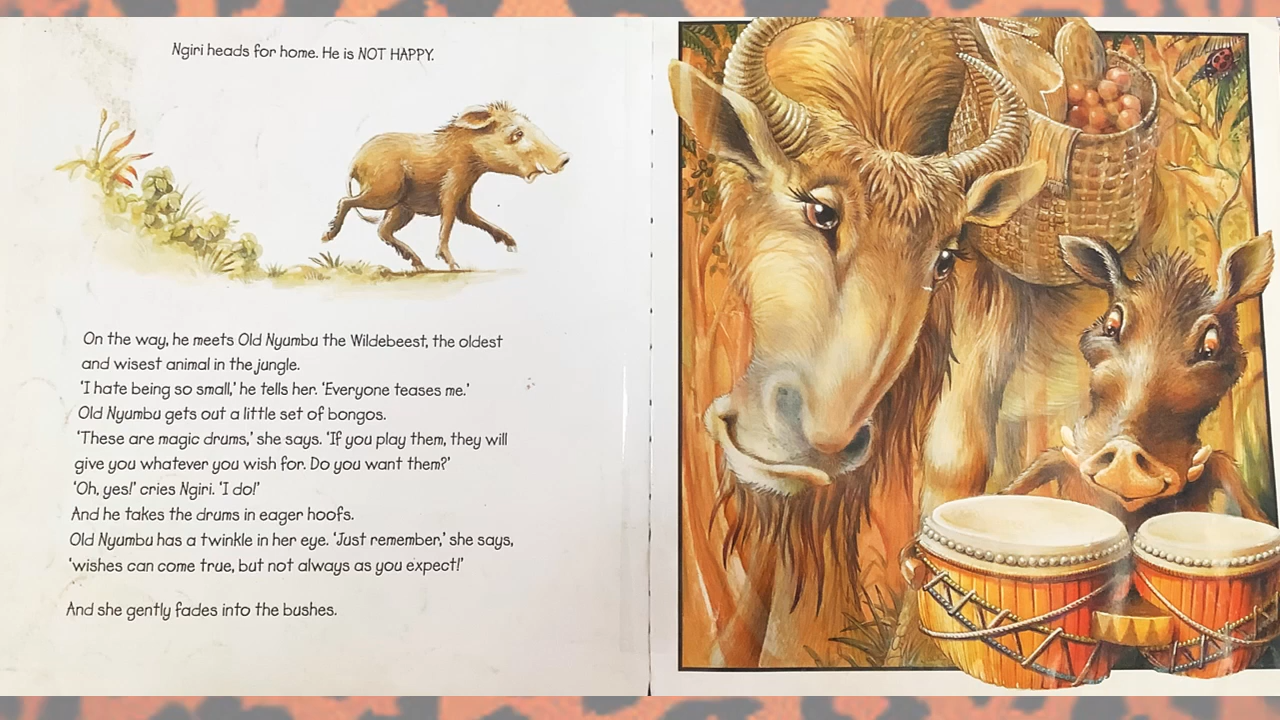 Ngiri heads for home. He is NOT HAPPY.
On the way, he meets Old Nyumbu the Wildebeest, the oldest
and wisest animal in the jungle.
'I hate being so small,' he tells her. 'Everyone teases me.'
Old Nyumbu gets out a little set of bongos.
'These are magic drums,' she says. 'If you play them, they will
give you whatever you wish for. Do you want them?'
'Oh, yes!' cries Ngiri. 'I do!'
And he takes the drums in eager hoofs.
Old Nyumbu has a twinkle in her eye. 'Just remember,' she says,
'wishes can come true, but not always as you expect!'
And she gently fades into the bushes.